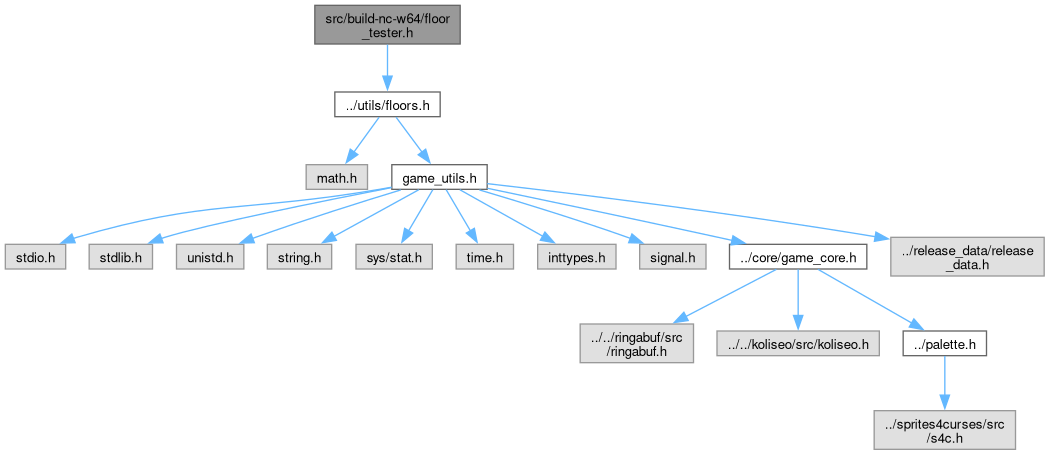 src/build-nc-w64/floor
_tester.h
../utils/floors.h
math.h
game_utils.h
stdio.h
stdlib.h
unistd.h
string.h
sys/stat.h
time.h
inttypes.h
signal.h
../core/game_core.h
../release_data/release
_data.h
../../ringabuf/src
/ringabuf.h
../../koliseo/src/koliseo.h
../palette.h
../sprites4curses/src
/s4c.h